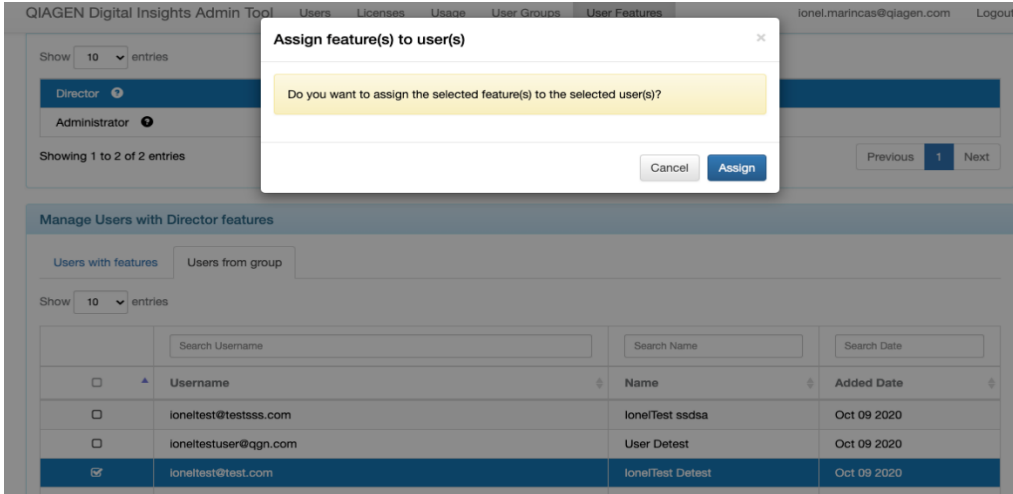 QIAGEN Digital Insights Admin Tool Users Licenses Usage User Groups User Features ionel.marincas@qiagen.com Logout
Assign feature(s) to user(s) ×
Show 10 entries
Do you want to assign the selected feature(s) to the selected user(s)?
Director
Administrator
Showing 1 to 2 of 2 entries
Previous 1 Next
Cancel Assign
Manage Users with Director features
Users with features Users from group
Show 10 entries
Search Username Search Name Search Date
Username Name Added Date
ioneltest@testsss.com IonelTest ssdsa Oct 09 2020
ioneltestuser@qgn.com User Detest Oct 09 2020
ioneltest@test.com IonelTest Detest Oct 09 2020